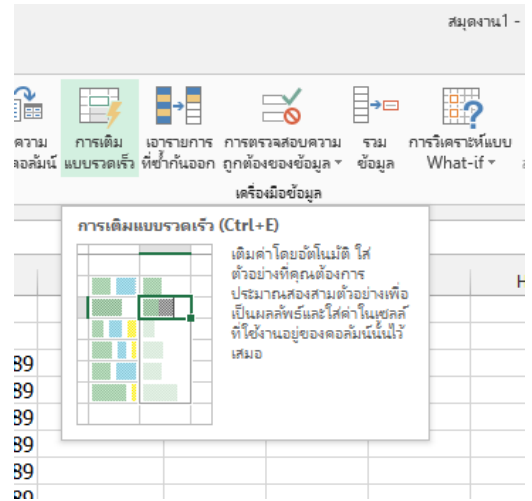 สมุดงาน1 -
ความ การเติม เอารายการ การตรวจสอบความ รวม การวิเคราะห์แบบ
คอลัมน์ แบบรวดเร็ว ที่ซ้ำกันออก ถูกต้องของข้อมูล ข้อมูล What-if
เครื่องมือข้อมูล
การเติมแบบรวดเร็ว (Ctrl+E)
เติมค่าโดยอัตโนมัติ ใส่
ตัวอย่างที่คุณต้องการ
ประมาณสองสามตัวอย่างเพื่อ
เป็นผลลัพธ์และใส่ค่าในเซลล์
ที่ใช้งานอยู่ของคอลัมน์นั้นไว้
เสมอ
H
89
89
89
89
89
89